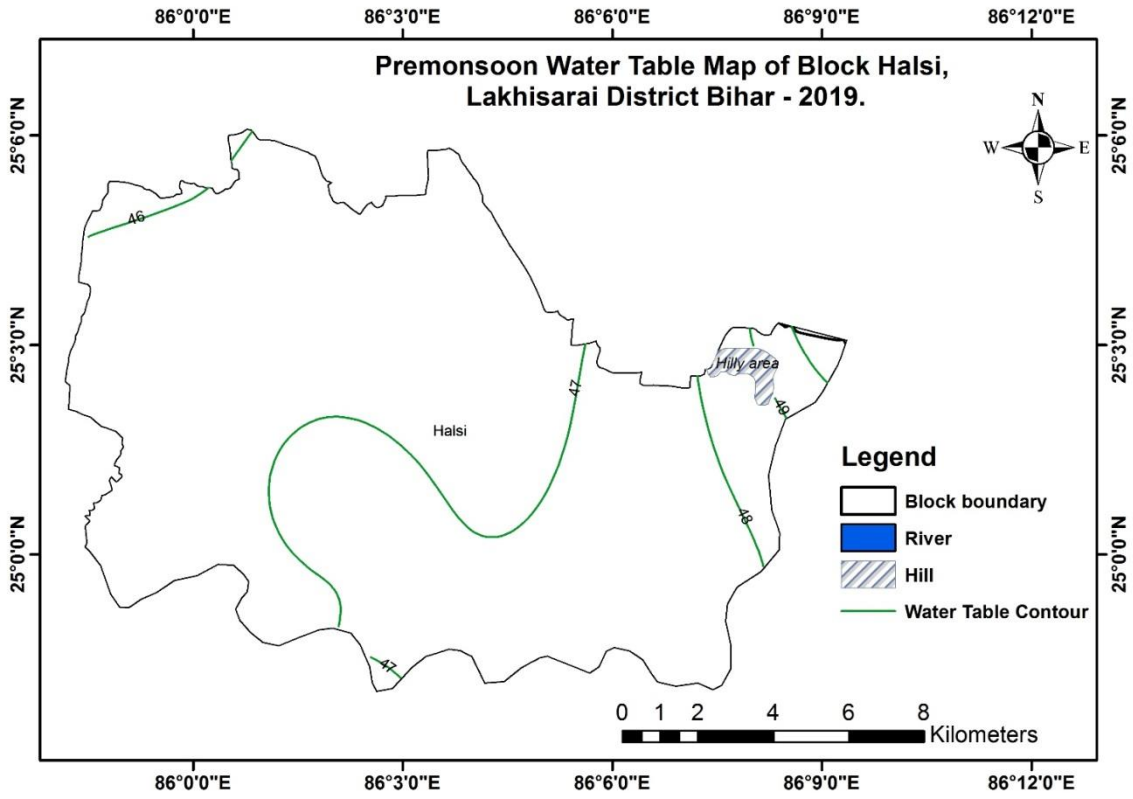 86°0'0"E 86°3'0"E 86°6'0"E 86°9'0"E 86°12'0"E
Premonsoon Water Table Map of Block Halsi,
Lakhisarai District Bihar - 2019.
N
W E
S
25°6'0"N 25°6'0"N
46
25°3'0"N 25°3'0"N
Hilly area
47
49
Halsi
Legend
Block boundary
48
River
25°0'0"N 25°0'0"N
Hill
Water Table Contour
47
0 1 2 4 6 8
Kilometers
86°0'0"E 86°3'0"E 86°6'0"E 86°9'0"E 86°12'0"E